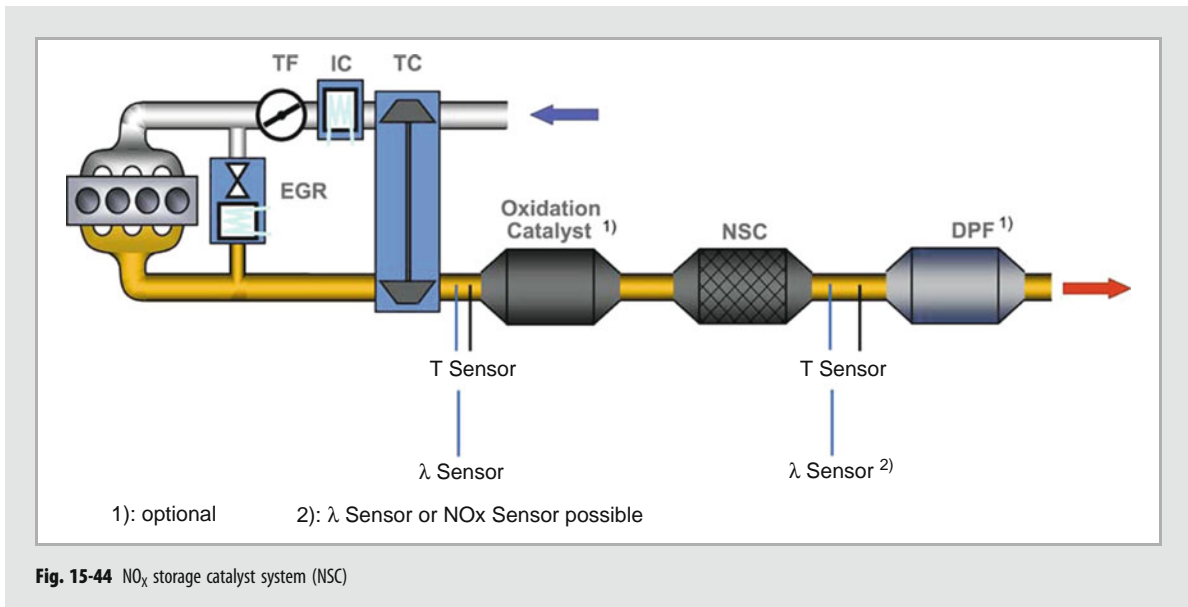 TF IC TC
EGR
Oxidation
Catalyst 1)
NSC
DPF 1)
T Sensor
T Sensor
λ Sensor
λ Sensor 2)
1): optional 2): λ Sensor or NOx Sensor possible
Fig. 15-44 NOX storage catalyst system (NSC)